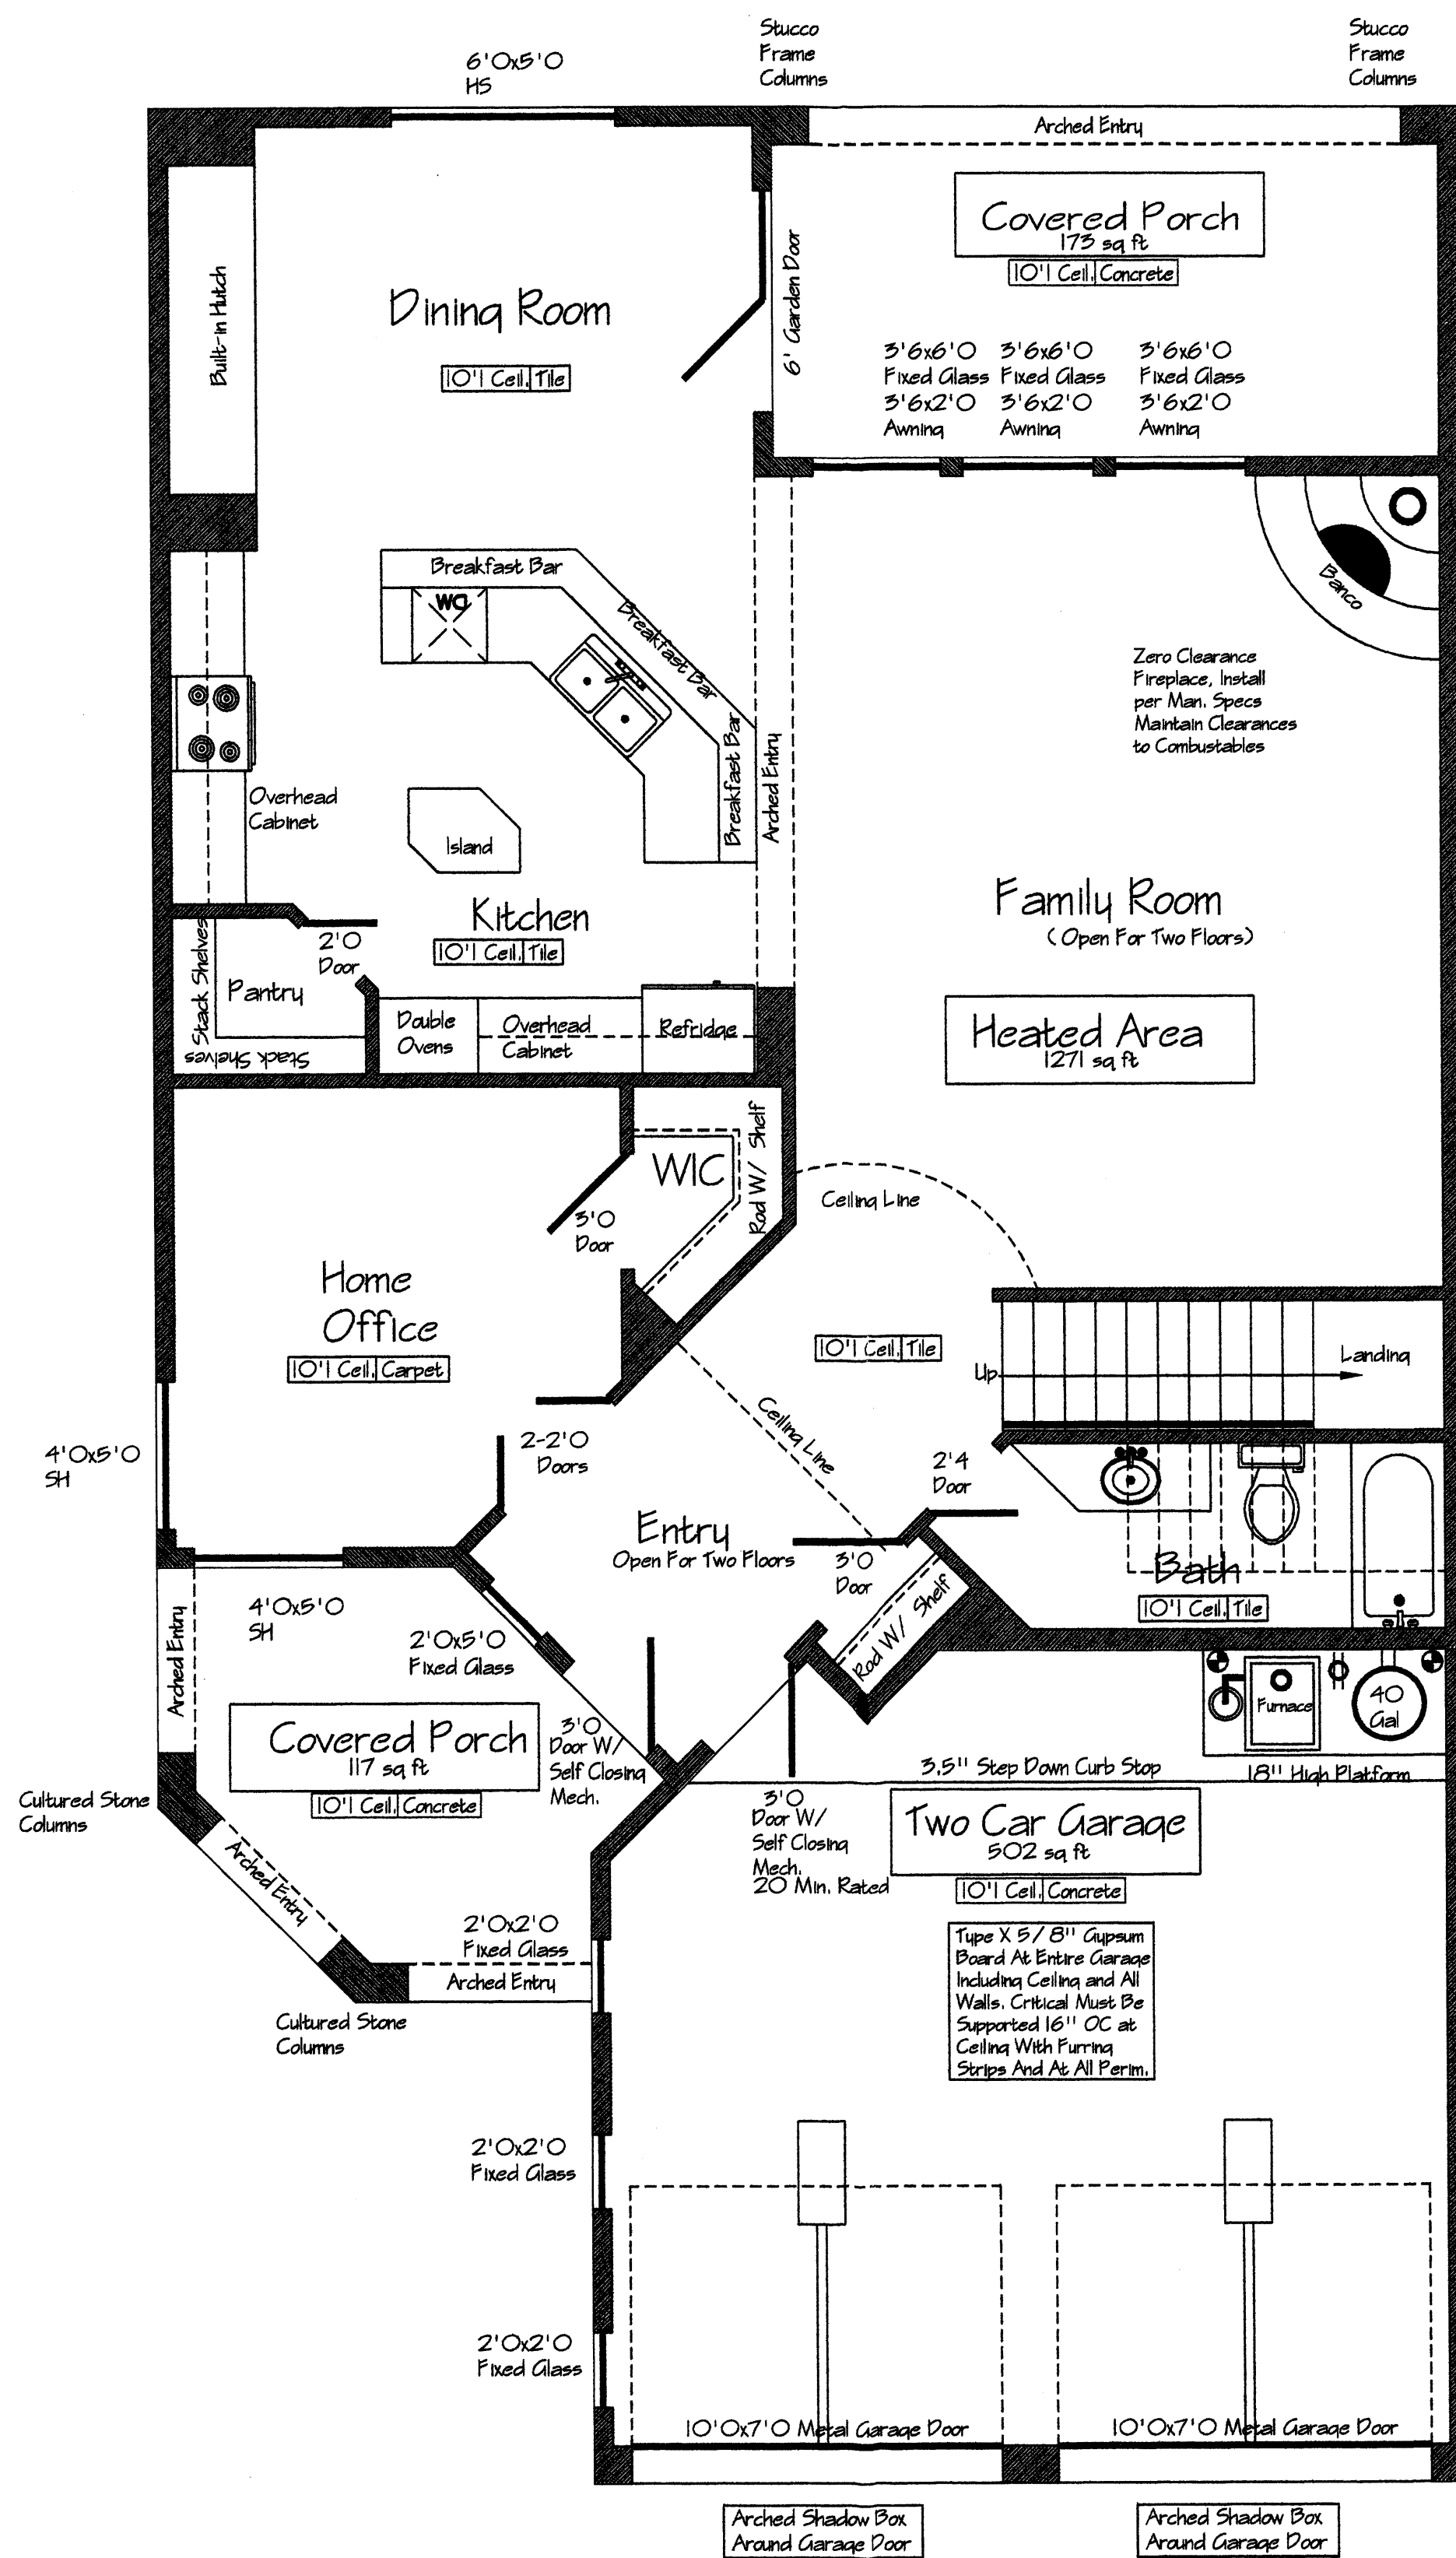 Stucco
Frame
Columns
Stucco
Frame
Columns
6'0x5'0
HS
Arched Entry
Covered Porch
173 sq ft
10'1 Ceil. Concrete
Built-in Hutch
Dining Room
10'1 Ceil. Tile
6' Garden Door
3'6x6'0
Fixed Glass
3'6x2'0
Awning
3'6x6'0
Fixed Glass
3'6x2'0
Awning
3'6x6'0
Fixed Glass
3'6x2'0
Awning
Breakfast Bar
DW
Breakfast Bar
Breakfast Bar
Arched Entry
Banco
Zero Clearance
Fireplace, Install
per Man. Specs
Maintain Clearances
to Combustables
Overhead
Cabinet
Island
Kitchen
10'1 Ceil. Tile
Family Room
(Open For Two Floors)
2'0
Door
Stack Shelves
Pantry
Stack Shelves
Double
Ovens
Overhead
Cabinet
Refridge
Heated Area
1271 sq ft
WIC
Rod W/ Shelf
3'0
Door
Ceiling Line
Home
Office
10'1 Ceil. Carpet
10'1 Ceil. Tile
Up
Landing
4'0x5'0
SH
2-2'0
Doors
Ceiling Line
2'4
Door
Entry
Open For Two Floors
3'0
Door
Bath
10'1 Ceil. Tile
Rod W/ Shelf
Arched Entry
4'0x5'0
SH
2'0x5'0
Fixed Glass
Covered Porch
117 sq ft
10'1 Ceil. Concrete
3'0
Door W/
Self Closing
Mech.
Furnace
40
Gal
3.5" Step Down Curb Stop
18" High Platform
Cultured Stone
Columns
Arched Entry
3'0
Door W/
Self Closing
Mech.
20 Min. Rated
Two Car Garage
502 sq ft
10'1 Ceil. Concrete
2'0x2'0
Fixed Glass
Arched Entry
Cultured Stone
Columns
Type X 5/8" Gypsum
Board At Entire Garage
Including Ceiling and All
Walls. Critical Must Be
Supported 16" OC at
Ceiling With Furring
Strips And At All Perim.
2'0x2'0
Fixed Glass
2'0x2'0
Fixed Glass
10'0x7'0 Metal Garage Door
10'0x7'0 Metal Garage Door
Arched Shadow Box
Around Garage Door
Arched Shadow Box
Around Garage Door